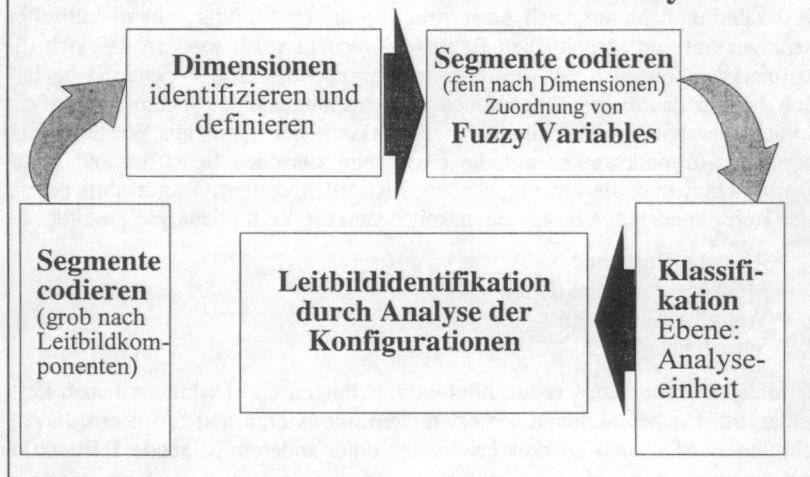 Segmente
codieren
(grob nach
Leitbildkom-
ponenten)
Dimensionen
identifizieren und
definieren
Segmente codieren
(fein nach Dimensionen)
Zuordnung von
Fuzzy Variables
Klassifi-
kation
Ebene:
Analyse-
einheit
Leitbildidentifikation
durch Analyse der
Konfigurationen